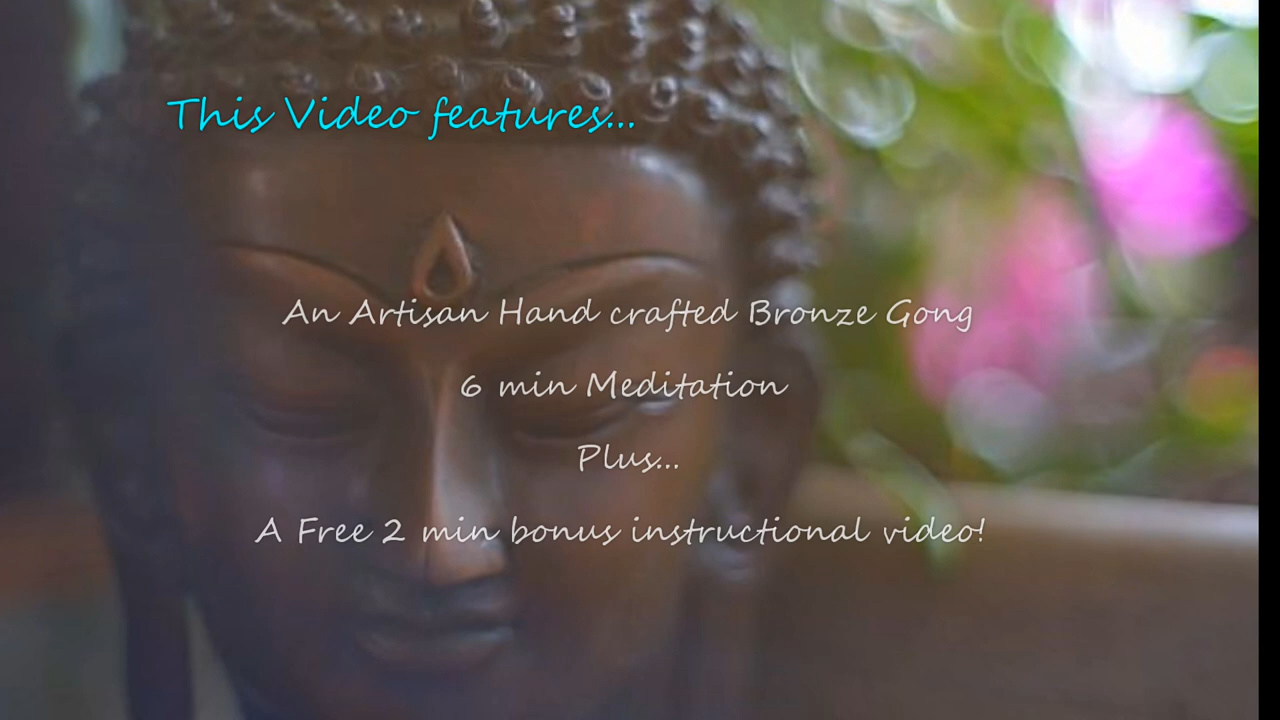 This Video features...
An Artisan Hand crafted Bronze Gong
6 min Meditation
Plus...
A Free 2 min bonus instructional video!